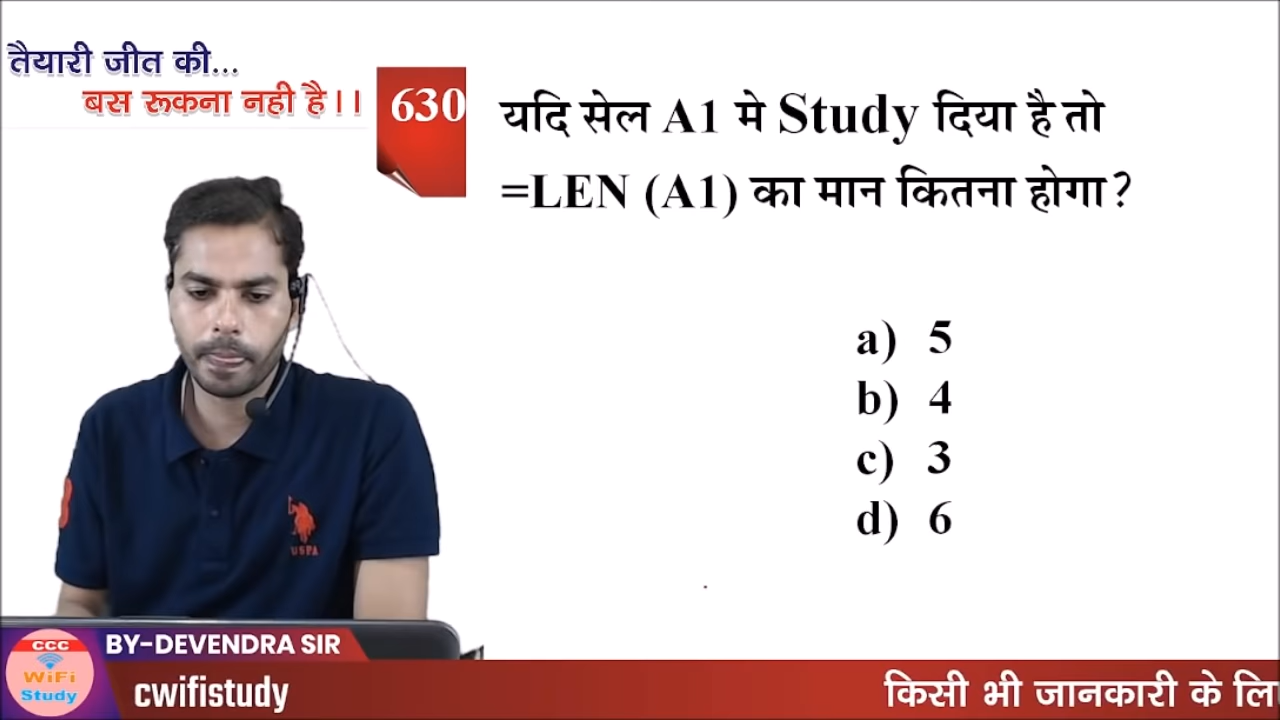 तैयारी जीत की...
बस रूकना नही है।।
630
यदि सेल A1 मे Study दिया है तो
=LEN (A1) का मान कितना होगा?
a) 5
b) 4
c) 3
d) 6
USPA
BY-DEVENDRA SIR
CCC
WiFi
Study
cwifistudy
किसी भी जानकारी के लि